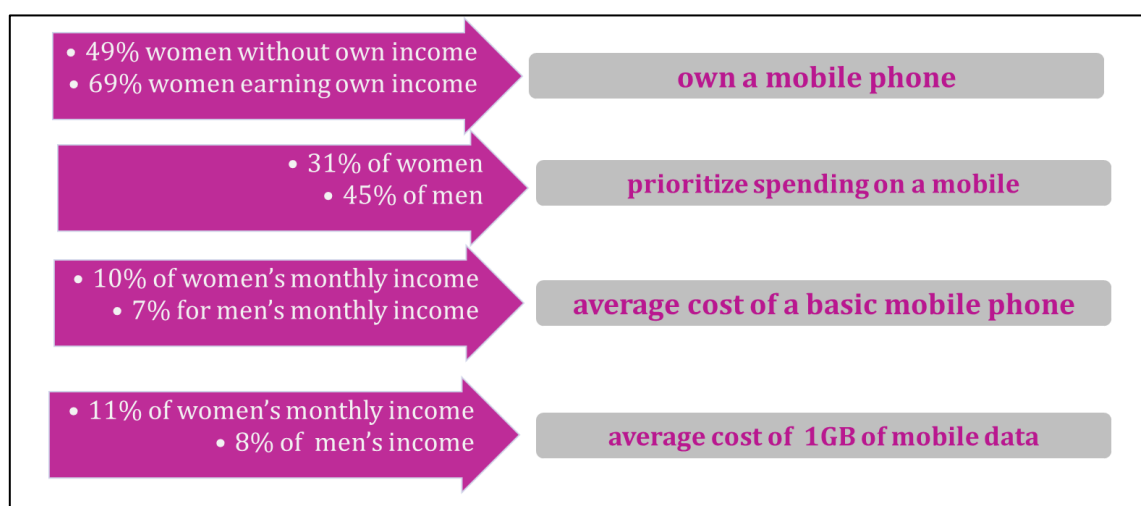 • 49% women without own income
• 69% women earning own income
own a mobile phone
• 31% of women
• 45% of men
prioritize spending on a mobile
• 10% of women’s monthly income
• 7% for men’s monthly income
average cost of a basic mobile phone
• 11% of women’s monthly income
• 8% of men’s income
average cost of 1GB of mobile data